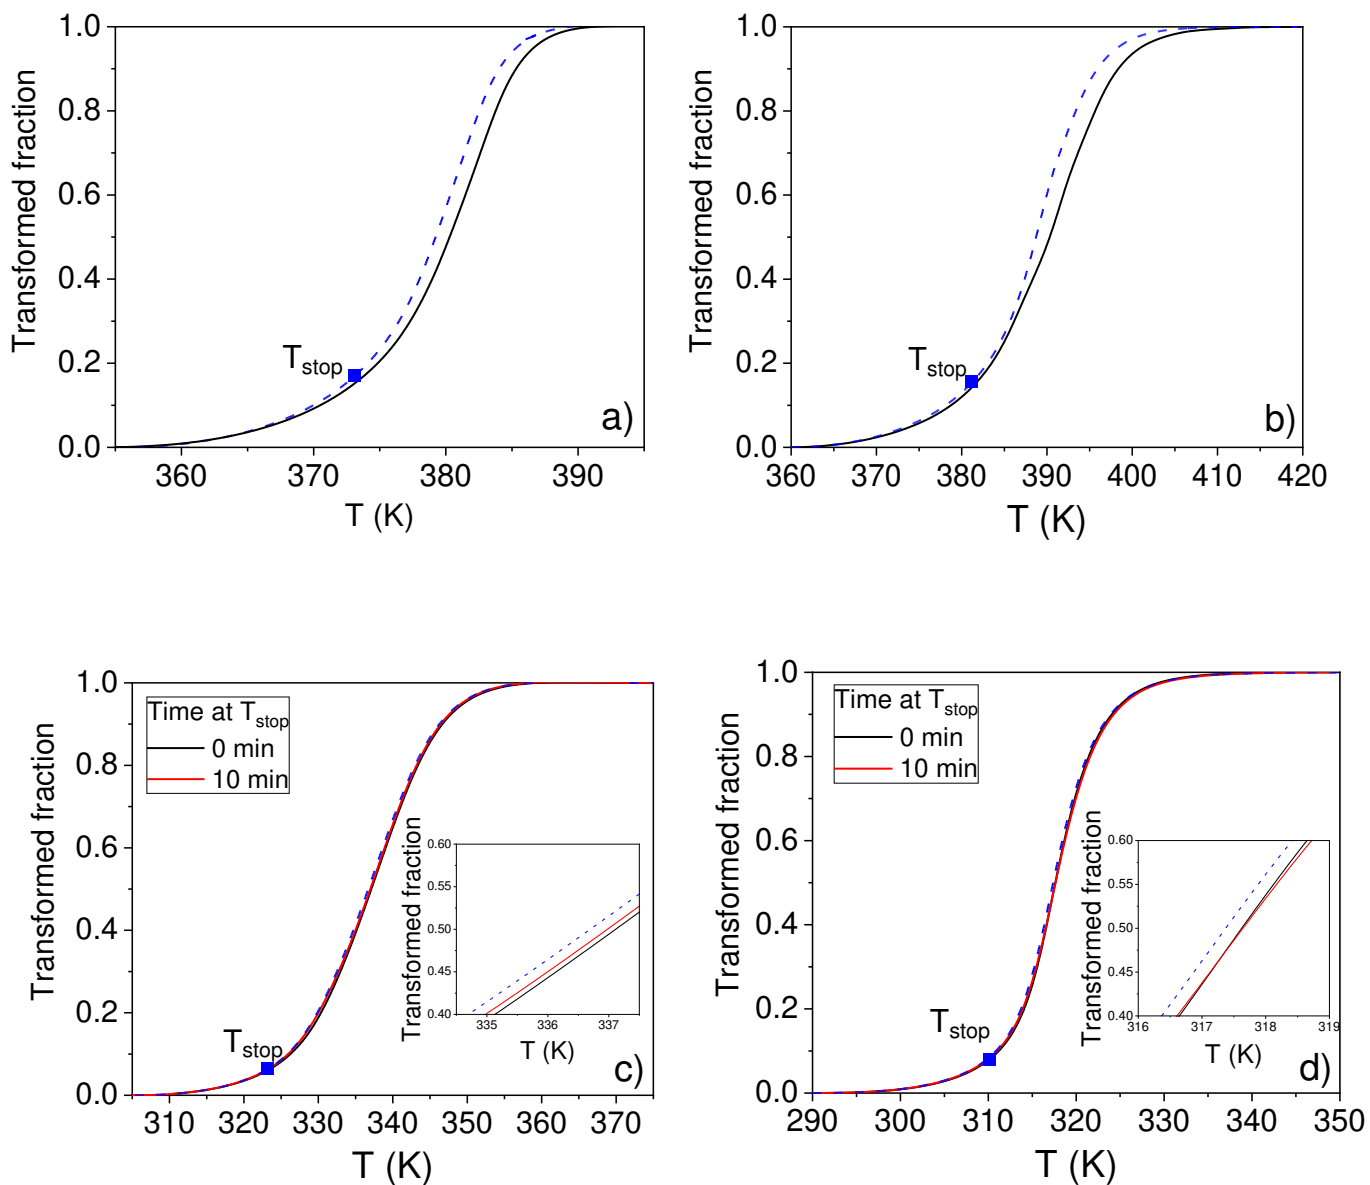 1.0
0.8
0.6
0.4
0.2
0.0
Transformed fraction
T_stop
a)
360
370
380
390
T (K)
1.0
0.8
0.6
0.4
0.2
0.0
Transformed fraction
T_stop
b)
360
370
380
390
400
410
420
T (K)
1.0
0.8
0.6
0.4
0.2
0.0
Transformed fraction
Time at T_stop
0 min
10 min
T_stop
0.60
0.55
0.50
0.45
0.40
Transformed fraction
335
336
337
T (K)
c)
310
320
330
340
350
360
370
T (K)
1.0
0.8
0.6
0.4
0.2
0.0
Transformed fraction
Time at T_stop
0 min
10 min
T_stop
0.60
0.55
0.50
0.45
0.40
Transformed fraction
316
317
318
319
T (K)
d)
290
300
310
320
330
340
350
T (K)